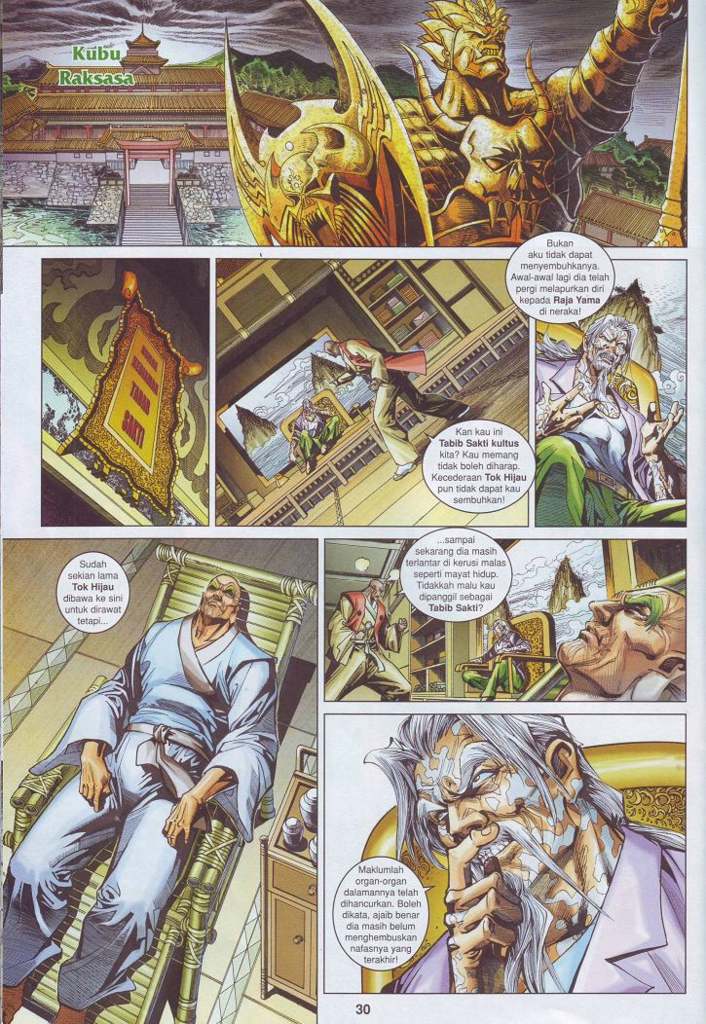 Kubu
Raksasa
Kan kau ini
Tabib Sakti kultus
kita? Kau memang
tidak boleh diharap.
Kecederaan Tok Hijau
pun tidak dapat kau
sembuhkan!
Bukan
aku tidak dapat
menyembuhkanya.
Awal-awal lagi dia telah
pergi melapurkan diri
kepada Raja Yama
di neraka!
SAKTI
Sudah
sekian lama
Tok Hijau
dibawa ke sini
untuk dirawat
tetapi...
...sampai
sekarang dia masih
terlantar di kerusi malas
seperti mayat hidup.
Tidakkah malu kau
dipanggil sebagai
Tabib Sakti?
Maklumlah
organ-organ
dalamannya telah
dihancurkan. Boleh
dikata, ajaib benar
dia masih belum
menghembuskan
nafasnya yang
terakhir!
30